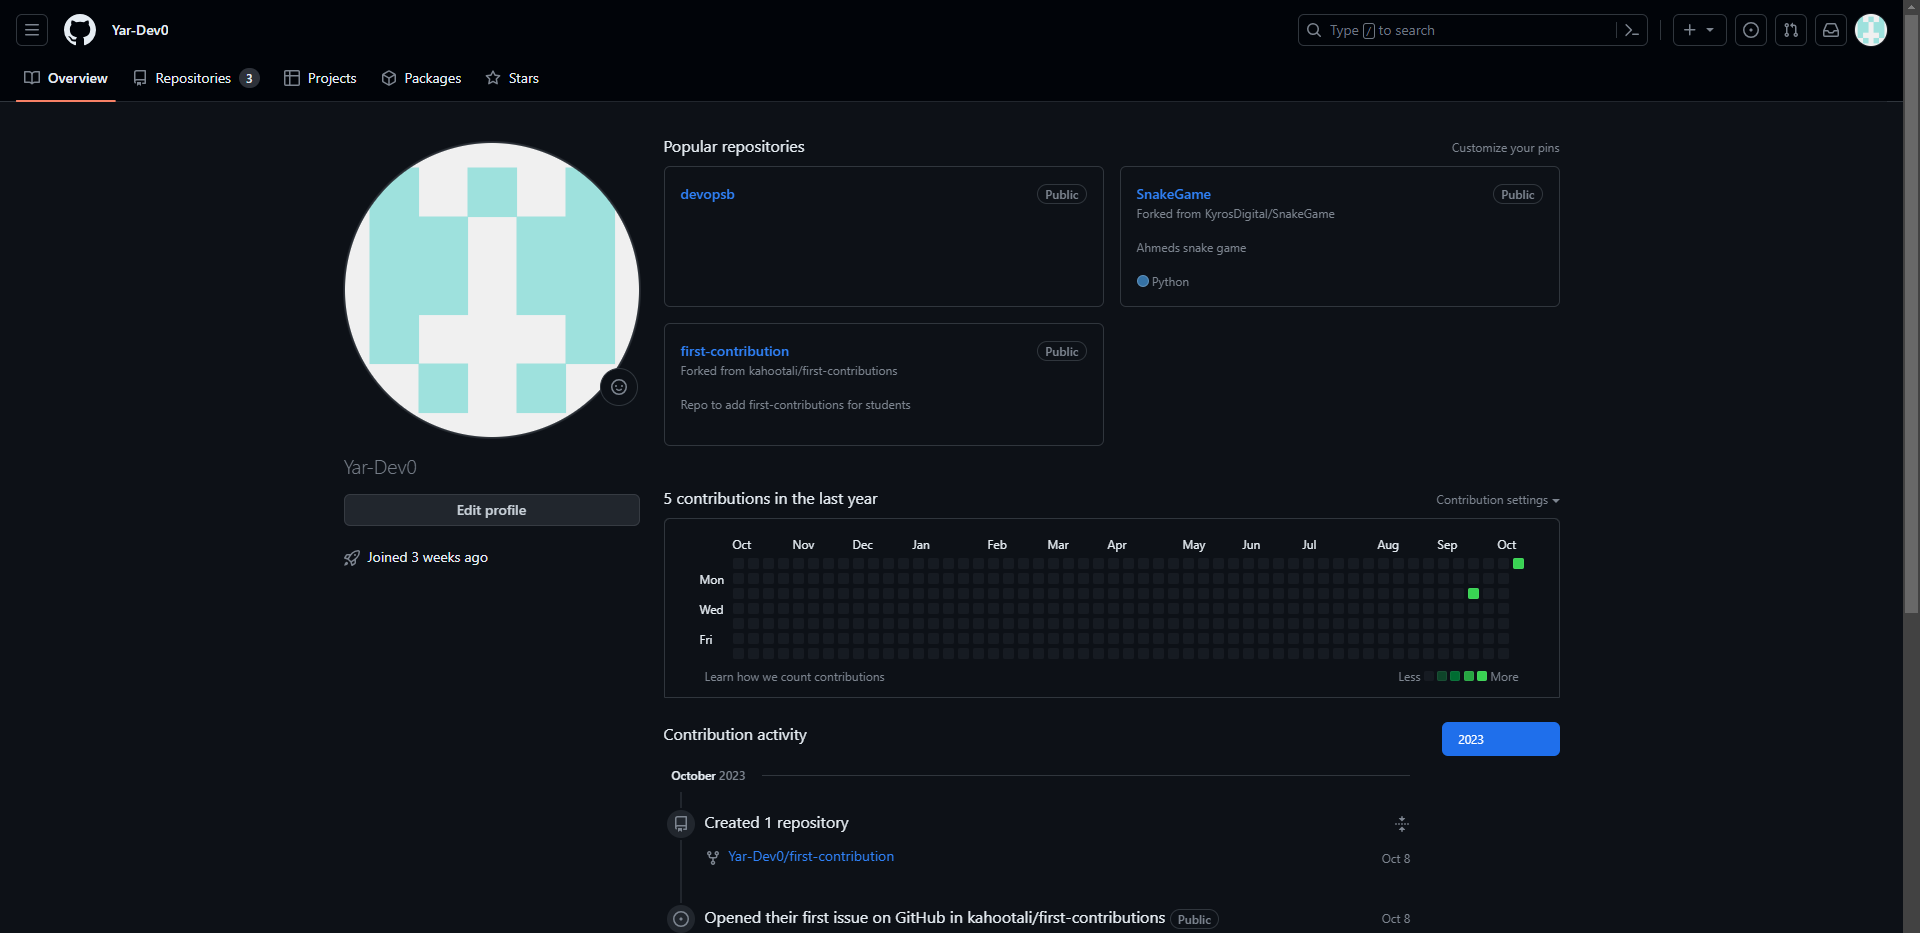 Yar-Dev0
Type / to search
Overview
Repositories 3
Projects
Packages
Stars
Yar-Dev0
Edit profile
Joined 3 weeks ago
Popular repositories
Customize your pins
devopsb
Public
SnakeGame
Public
Forked from KyrosDigital/SnakeGame
Ahmeds snake game
Python
first-contribution
Public
Forked from kahootali/first-contributions
Repo to add first-contributions for students
5 contributions in the last year
Contribution settings
Oct Nov Dec Jan Feb Mar Apr May Jun Jul Aug Sep Oct
Mon
Wed
Fri
Learn how we count contributions
Less More
Contribution activity
2023
October 2023
Created 1 repository
Yar-Dev0/first-contribution
Oct 8
Opened their first issue on GitHub in kahootali/first-contributions Public
Oct 8